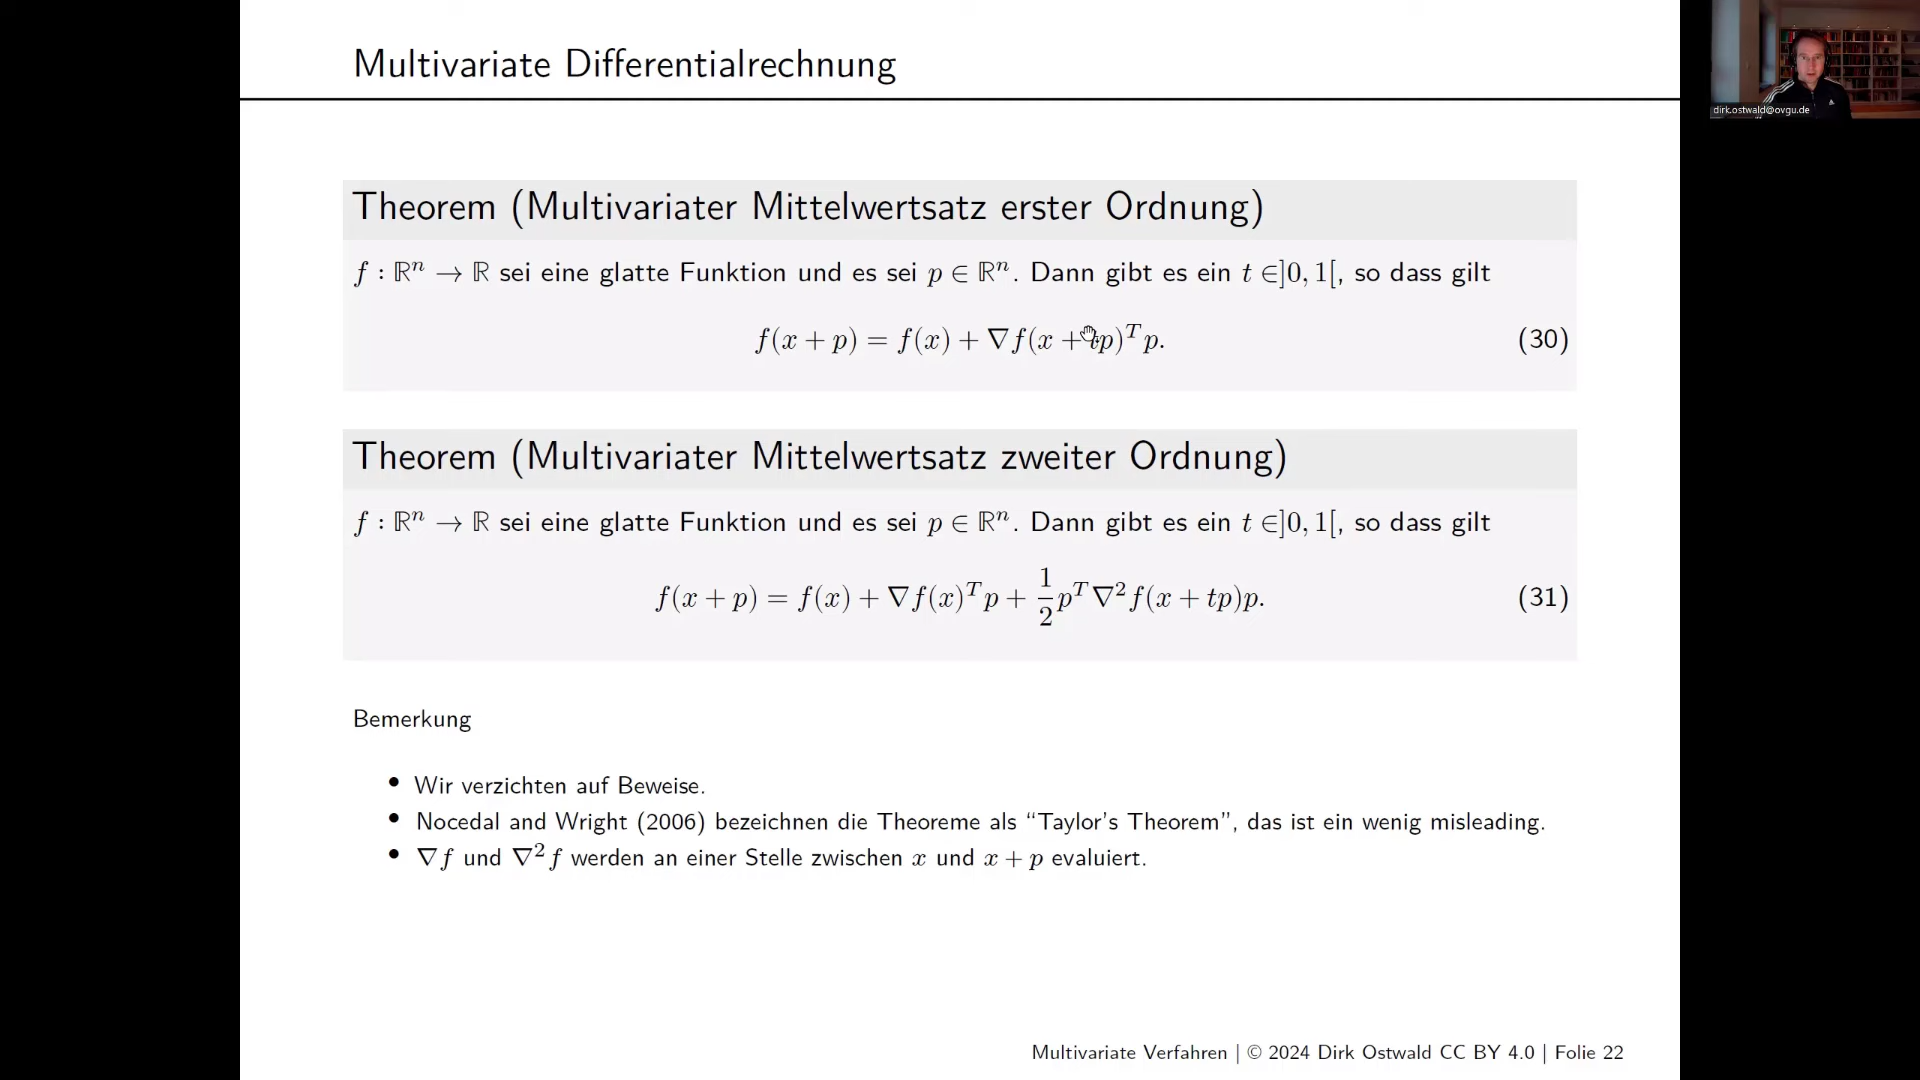 Multivariate Differentialrechnung
dirk.ostwald@ovgu.de
Theorem (Multivariater Mittelwertsatz erster Ordnung)
f : ℝⁿ → ℝ sei eine glatte Funktion und es sei p ∈ ℝⁿ. Dann gibt es ein t ∈]0, 1[, so dass gilt
f(x + p) = f(x) + ∇f(x + tp)ᵀp. (30)
Theorem (Multivariater Mittelwertsatz zweiter Ordnung)
f : ℝⁿ → ℝ sei eine glatte Funktion und es sei p ∈ ℝⁿ. Dann gibt es ein t ∈]0, 1[, so dass gilt
f(x + p) = f(x) + ∇f(x)ᵀp + 1/2 pᵀ∇²f(x + tp)p. (31)
Bemerkung
• Wir verzichten auf Beweise.
• Nocedal and Wright (2006) bezeichnen die Theoreme als “Taylor’s Theorem”, das ist ein wenig misleading.
• ∇f und ∇²f werden an einer Stelle zwischen x und x + p evaluiert.
Multivariate Verfahren | © 2024 Dirk Ostwald CC BY 4.0 | Folie 22